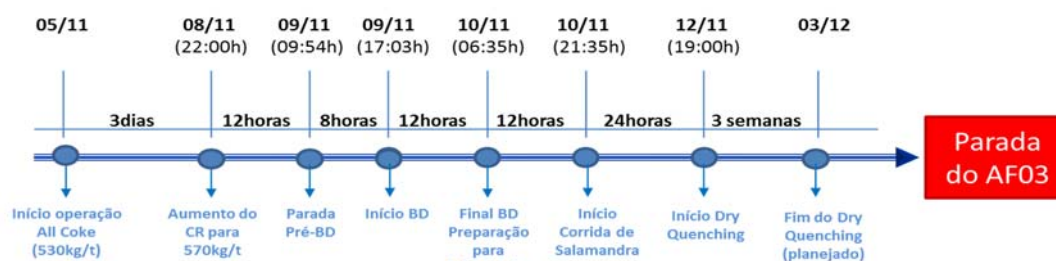 05/11
08/11
(22:00h)
09/11
(09:54h)
09/11
(17:03h)
10/11
(06:35h)
10/11
(21:35h)
12/11
(19:00h)
03/12
3dias
12horas
8horas
12horas
12horas
24horas
3 semanas
Parada
do AF03
Início operação
All Coke
(530kg/t)
Aumento do
CR para
570kg/t
Parada
Pré-BD
Início BD
Final BD
Preparação
para
Início
Corrida de
Salamandra
Início Dry
Quenching
Fim do Dry
Quenching
(planejado)